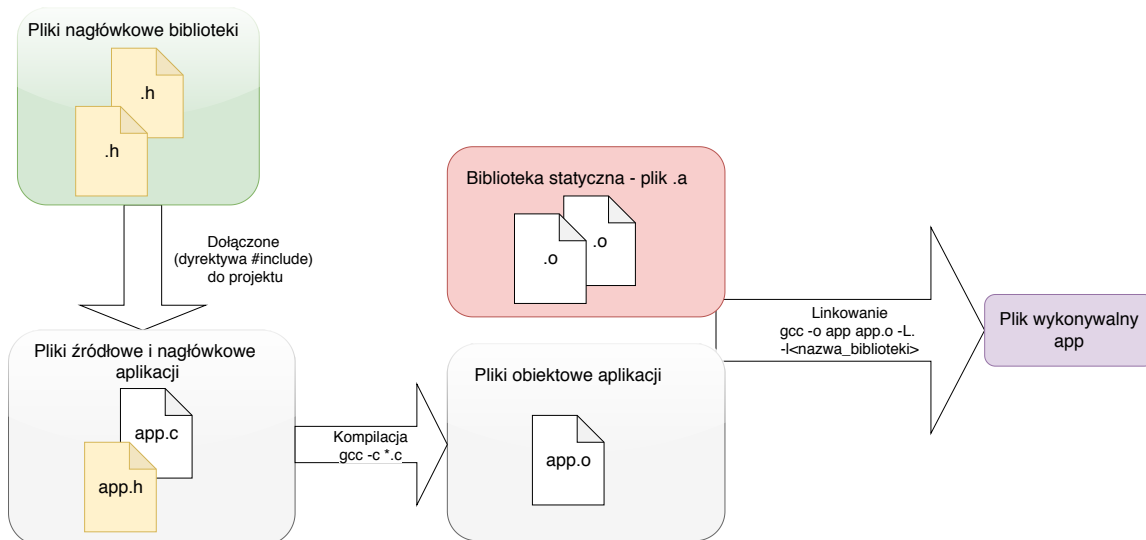 Pliki nagłówkowe biblioteki
.h
.h
Dołączone
(dyrektywa #include)
do projektu
Pliki źródłowe i nagłówkowe
aplikacji
app.c
app.h
Kompilacja
gcc -c *.c
Biblioteka statyczna - plik .a
.o
.o
Pliki obiektowe aplikacji
app.o
Linkowanie
gcc -o app app.o -L.
-l<nazwa_biblioteki>
Plik wykonywalny
app